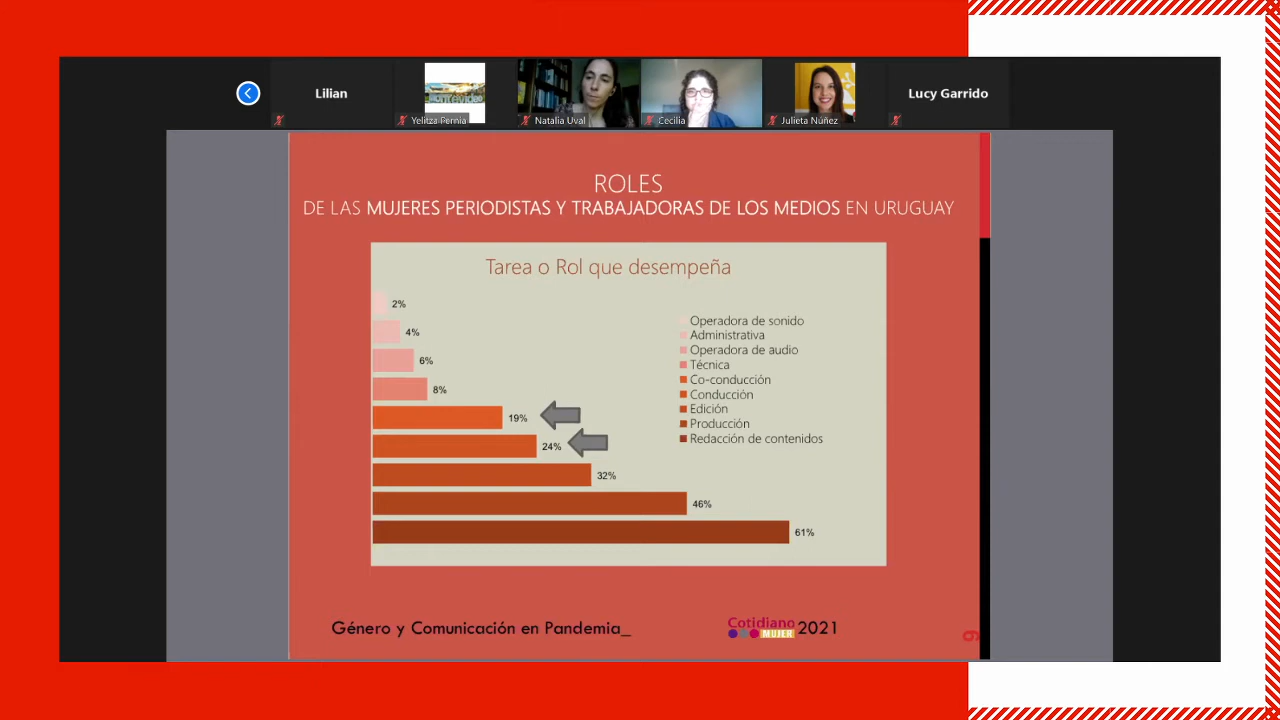 Lilian
Yelitza Pernia
Natalia Uval
Cecilia
Julieta Núñez
Lucy Garrido
ROLES
DE LAS MUJERES PERIODISTAS Y TRABAJADORAS DE LOS MEDIOS EN URUGUAY
Tarea o Rol que desempeña
2%
4%
6%
8%
19%
24%
32%
46%
61%
Operadora de sonido
Administrativa
Operadora de audio
Técnica
Co-conducción
Conducción
Edición
Producción
Redacción de contenidos
Género y Comunicación en Pandemia_
Cotidiano
MUJER
2021